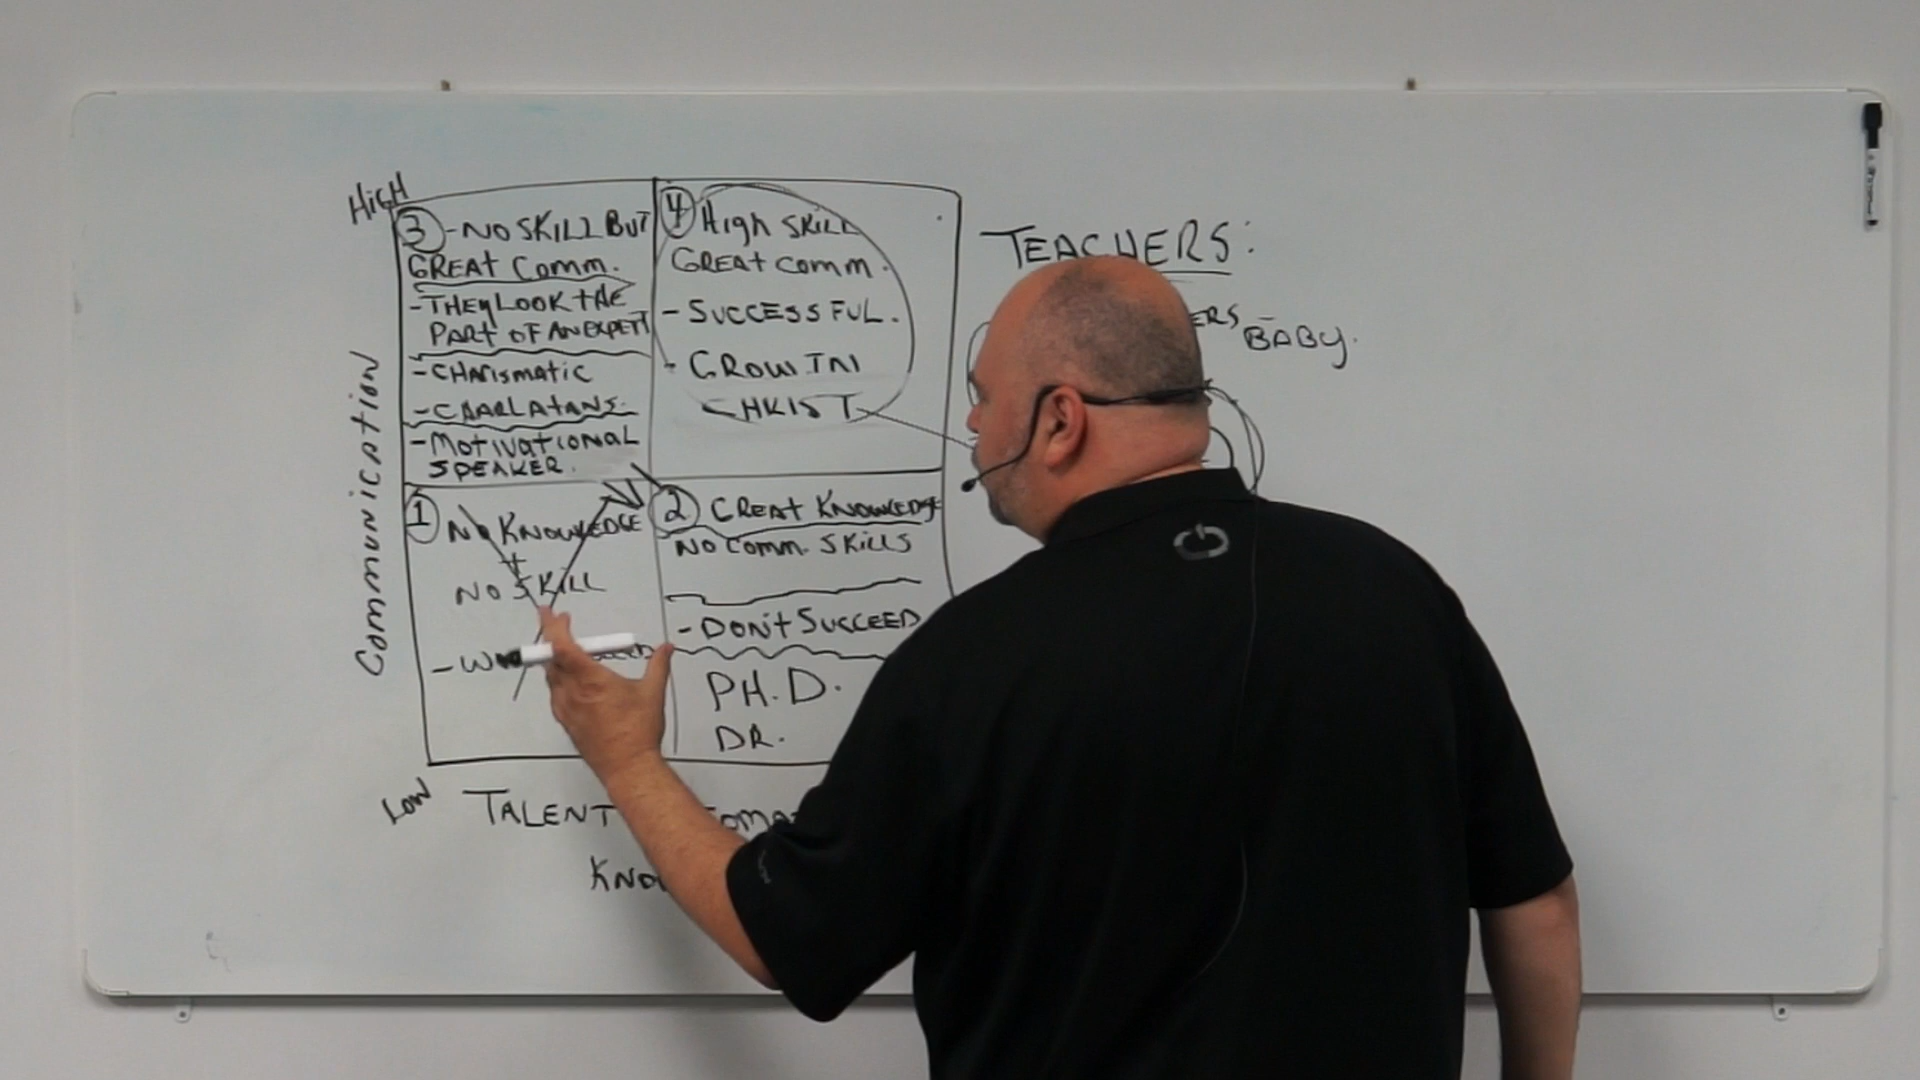 HIGH
3 - NO SKILL BUT
GREAT COMM.
- THEY LOOK THE
PART OF AN EXPERT
- CHARISMATIC
- CHARLATANS.
- MOTIVATIONAL
SPEAKER.
4 HIGH SKILL
GREAT COMM.
- SUCCESSFUL.
- GROW IN
CHRIST
TEACHERS:
BABY.
COMMUNICATION
1 NO KNOWLEDGE
+
NO SKILL
2 GREAT KNOWLEDGE
NO COMM. SKILLS
- DON'T SUCCEED
PH.D.
DR.
LOW
TALENT